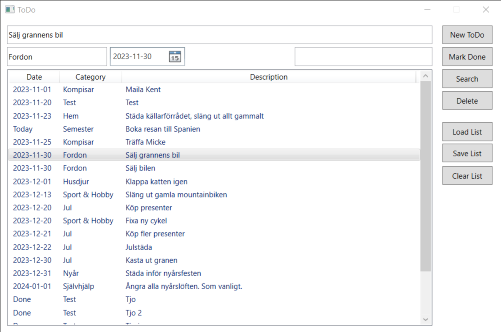 ToDo
Sälj grannens bil
New ToDo
Fordon 2023-11-30 15
Mark Done
Date Category Description
Search
2023-11-01 Kompisar Maila Kent
2023-11-20 Test Test
Delete
2023-11-23 Hem Städa källarförrådet, släng ut allt gammalt
Today Semester Boka resan till Spanien
Load List
2023-11-25 Kompisar Träffa Micke
2023-11-30 Fordon Sälj grannens bil
Save List
2023-11-30 Fordon Sälj bilen
2023-12-01 Husdjur Klappa katten igen
Clear List
2023-12-13 Sport & Hobby Släng ut gamla mountainbiken
2023-12-20 Jul Köp presenter
2023-12-20 Sport & Hobby Fixa ny cykel
2023-12-21 Jul Köp fler presenter
2023-12-22 Jul Julstäda
2023-12-30 Jul Kasta ut granen
2023-12-31 Nyår Städa inför nyårsfesten
2024-01-01 Självhjälp Ångra alla nyårslöften. Som vanligt.
Done Test Tjo
Done Test Tjo 2